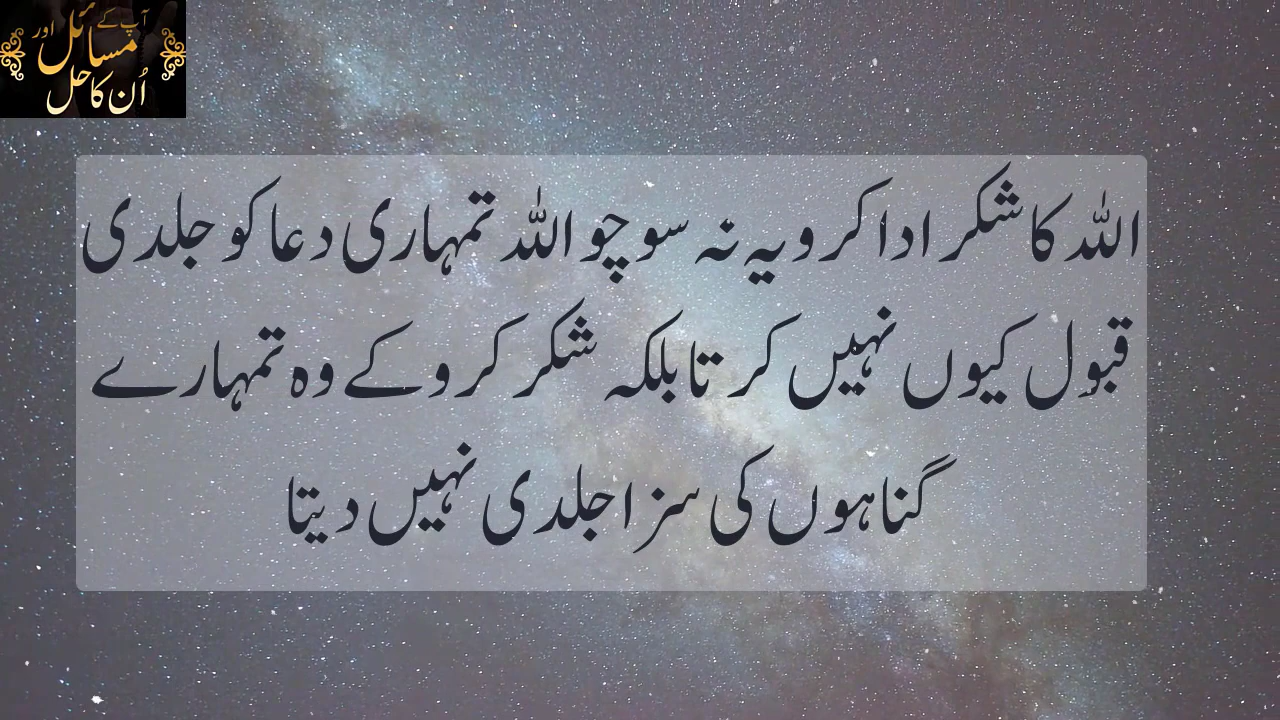 آپ کے مسائل اور
اُن کا حل
اللہ کا شکر ادا کرو یہ نہ سوچو اللہ تمہاری دعا کو جلدی
قبول کیوں نہیں کرتا بلکہ شکر کرو کے وہ تمہارے
گناہوں کی سزا جلدی نہیں دیتا